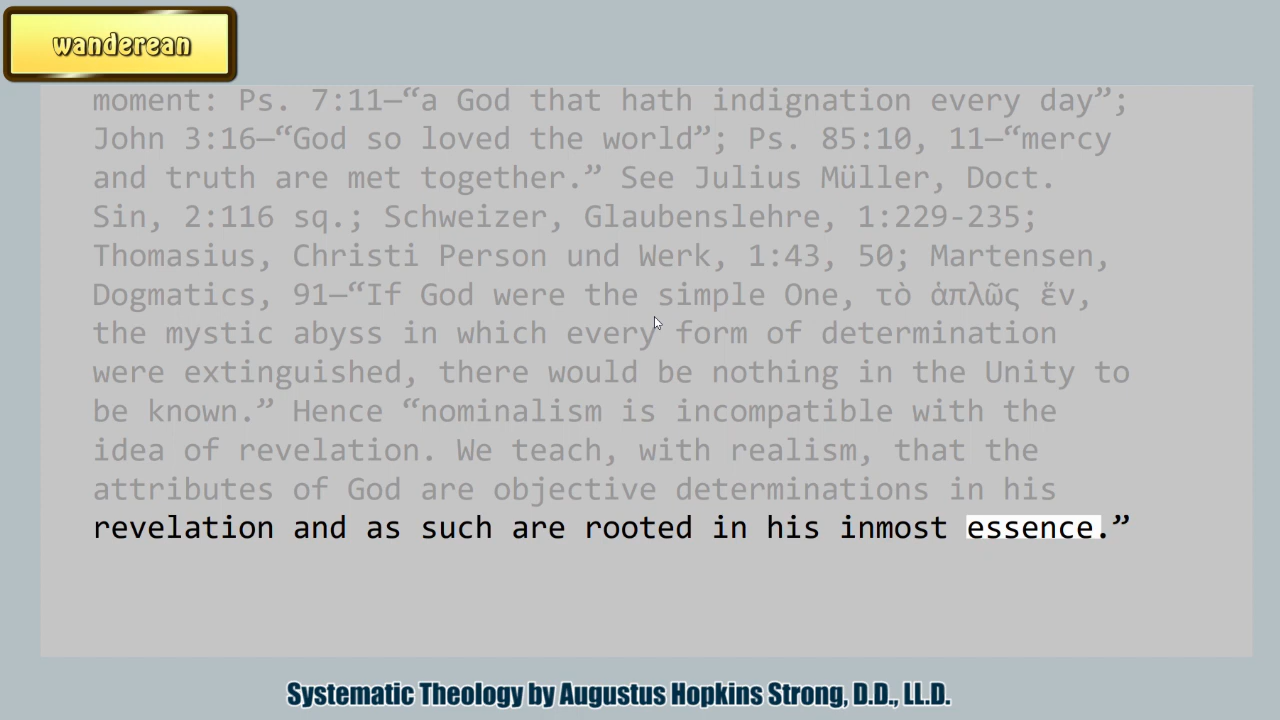 wanderean
moment: Ps. 7:11—“a God that hath indignation every day”;
John 3:16—“God so loved the world”; Ps. 85:10, 11—“mercy
and truth are met together.” See Julius Müller, Doct.
Sin, 2:116 sq.; Schweizer, Glaubenslehre, 1:229-235;
Thomasius, Christi Person und Werk, 1:43, 50; Martensen,
Dogmatics, 91—“If God were the simple One, τὸ ἁπλῶς ἕν,
the mystic abyss in which every form of determination
were extinguished, there would be nothing in the Unity to
be known.” Hence “nominalism is incompatible with the
idea of revelation. We teach, with realism, that the
attributes of God are objective determinations in his
revelation and as such are rooted in his inmost essence.”
Systematic Theology by Augustus Hopkins Strong, D.D., LL.D.